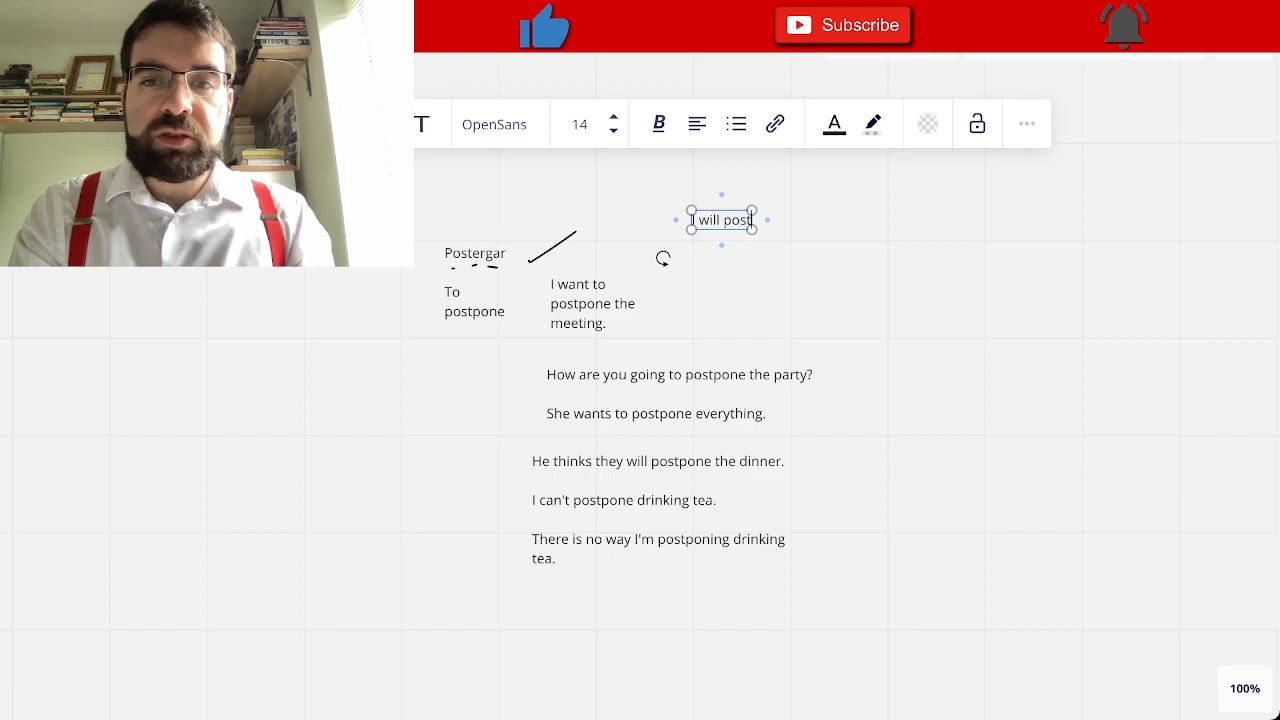 Subscribe
OpenSans
14
B
A
I will post
Postergar
To
postpone
I want to
postpone the
meeting.
How are you going to postpone the party?
She wants to postpone everything.
He thinks they will postpone the dinner.
I can't postpone drinking tea.
There is no way I'm postponing drinking
tea.
100%